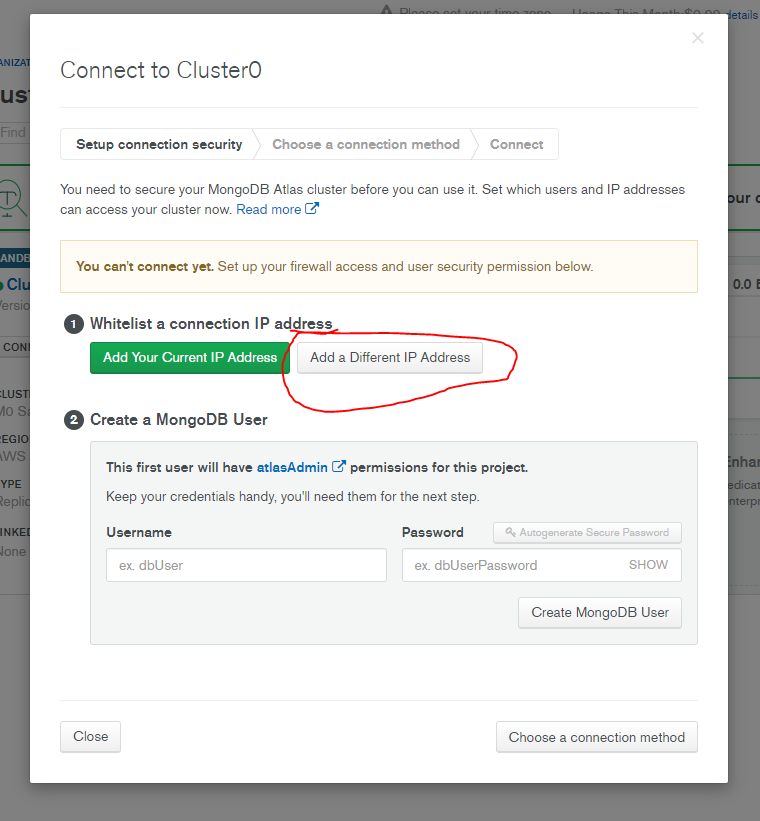 Please set your time zone
Usage This Month:$0.00 details
Connect to Cluster0
Setup connection security
Choose a connection method
Connect
You need to secure your MongoDB Atlas cluster before you can use it. Set which users and IP addresses
can access your cluster now. Read more
You can't connect yet. Set up your firewall access and user security permission below.
1 Whitelist a connection IP address
Add Your Current IP Address
Add a Different IP Address
2 Create a MongoDB User
This first user will have atlasAdmin permissions for this project.
Keep your credentials handy, you'll need them for the next step.
Username
Password
Autogenerate Secure Password
ex. dbUser
ex. dbUserPassword
SHOW
Create MongoDB User
Close
Choose a connection method
Find
None